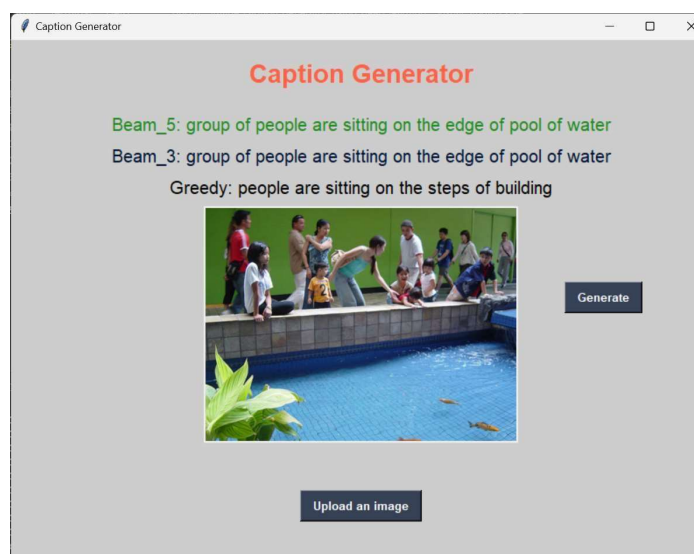 Caption Generator
Caption Generator
Beam_5: group of people are sitting on the edge of pool of water
Beam_3: group of people are sitting on the edge of pool of water
Greedy: people are sitting on the steps of building
Generate
Upload an image